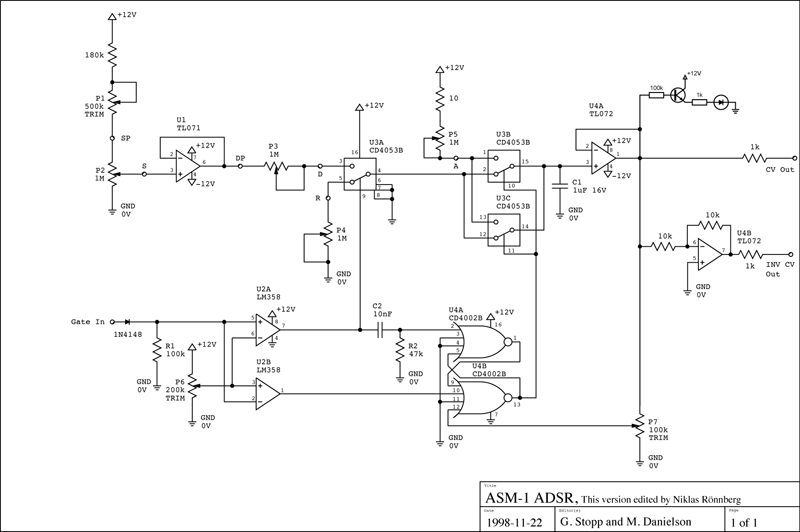 +12V
180k
P1
500k
TRIM
SP
P2
1M
GND
0V
S
U1
TL071
2
3
6
7
4
+12V
-12V
DP
P3
1M
D
R
P4
1M
GND
0V
+12V
16
U3A
CD4053B
3
5
4
6
7
8
9
+12V
10
P5
1M
A
U3B
CD4053B
1
2
15
10
U3C
CD4053B
13
12
14
11
C1
1uF 16V
GND
0V
U4A
TL072
2
3
8
1
4
+12V
-12V
100k
+12V
1k
1k
CV Out
10k
10k
U4B
TL072
6
5
7
GND
0V
1k
INV CV
Out
Gate In
1N4148
R1
100k
GND
0V
+12V
P6
200k
TRIM
GND
0V
U2A
LM358
+12V
5
6
8
4
7
U2B
LM358
3
2
1
C2
10nF
R2
47k
GND
0V
U4A
CD4002B
+12V
16
2
3
4
5
1
U4B
CD4002B
9
10
11
12
13
7
GND
0V
P7
100k
TRIM
GND
0V
Title
ASM-1 ADSR, This version edited by Niklas Rönnberg
Date
1998-11-22
Editor(s)
G. Stopp and M. Danielson
Page
1 of 1